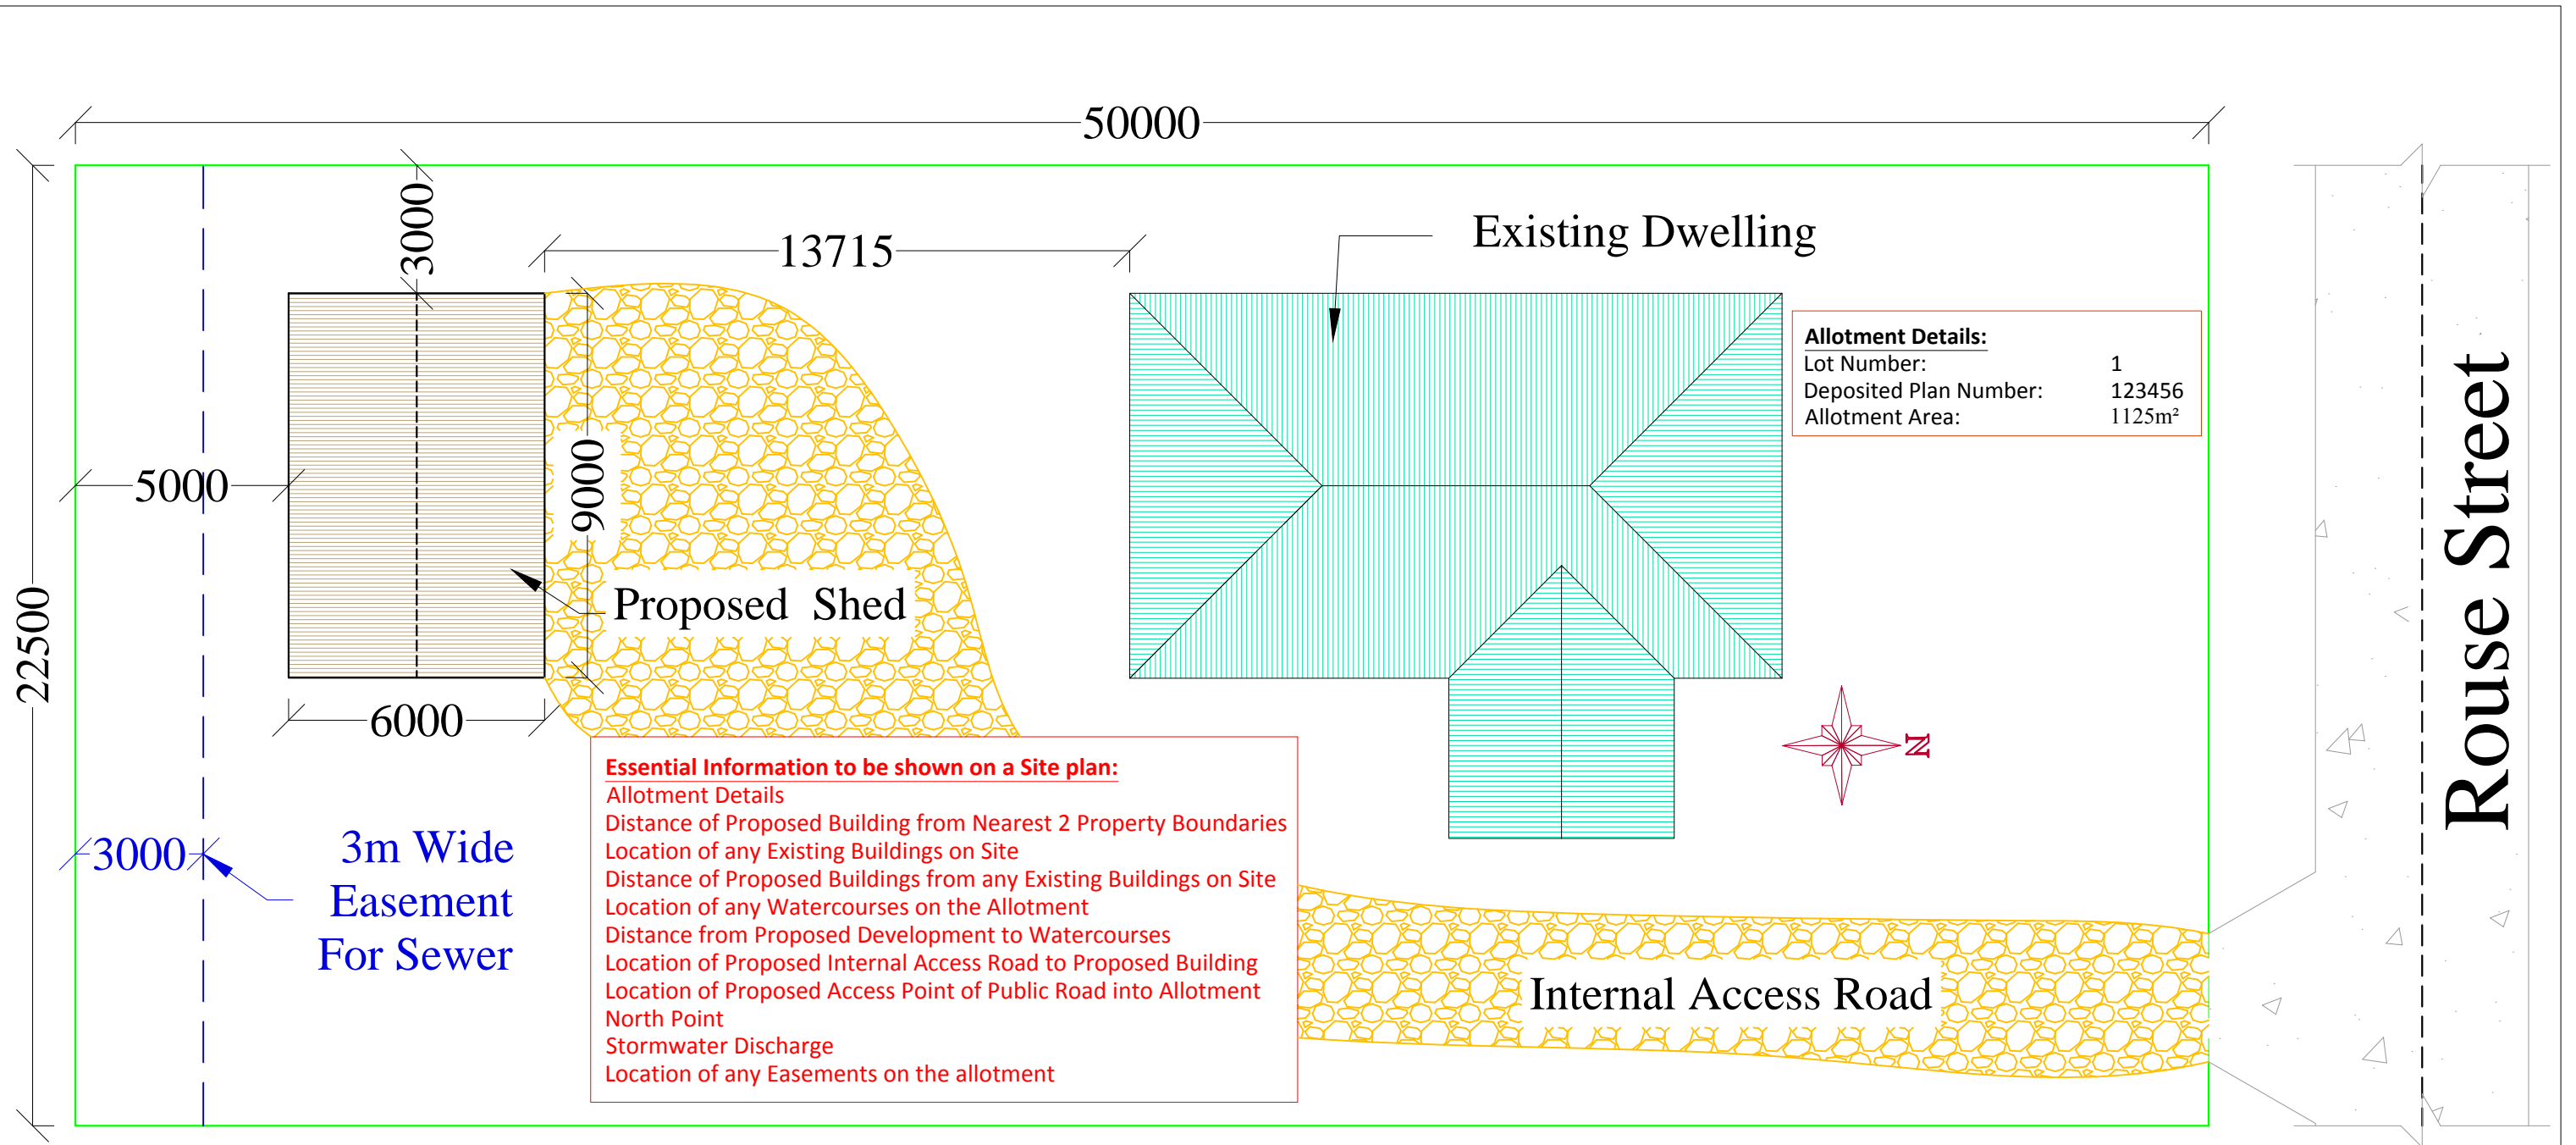 50000
3000
13715
Existing Dwelling
Allotment Details:
Lot Number: 1
Deposited Plan Number: 123456
Allotment Area: 1125m²
Rouse Street
5000
9000
Proposed Shed
22500
6000
N
Essential Information to be shown on a Site plan:
Allotment Details
Distance of Proposed Building from Nearest 2 Property Boundaries
Location of any Existing Buildings on Site
Distance of Proposed Buildings from any Existing Buildings on Site
Location of any Watercourses on the Allotment
Distance from Proposed Development to Watercourses
Location of Proposed Internal Access Road to Proposed Building
Location of Proposed Access Point of Public Road into Allotment
North Point
Stormwater Discharge
Location of any Easements on the allotment
3000
3m Wide
Easement
For Sewer
Internal Access Road